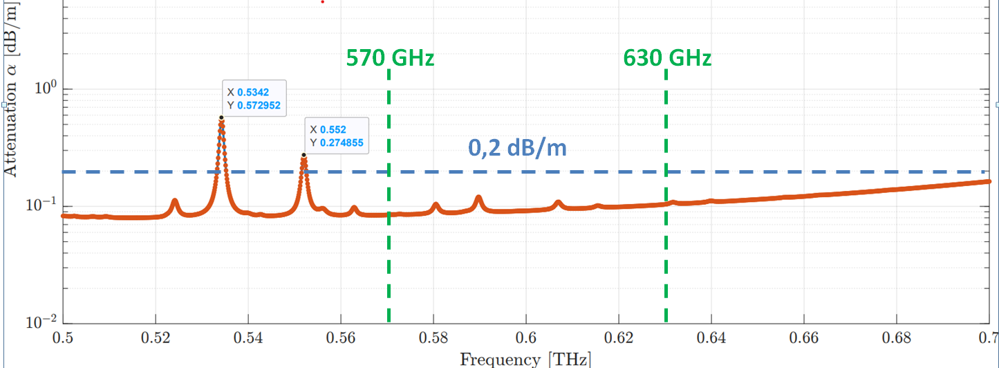 Attenuation α [dB/m]
570 GHz
630 GHz
10⁰
X 0.5342
Y 0.572952
X 0.552
Y 0.274855
0,2 dB/m
10⁻¹
10⁻²
0.5 0.52 0.54 0.56 0.58 0.6 0.62 0.64 0.66 0.68 0.7
Frequency [THz]